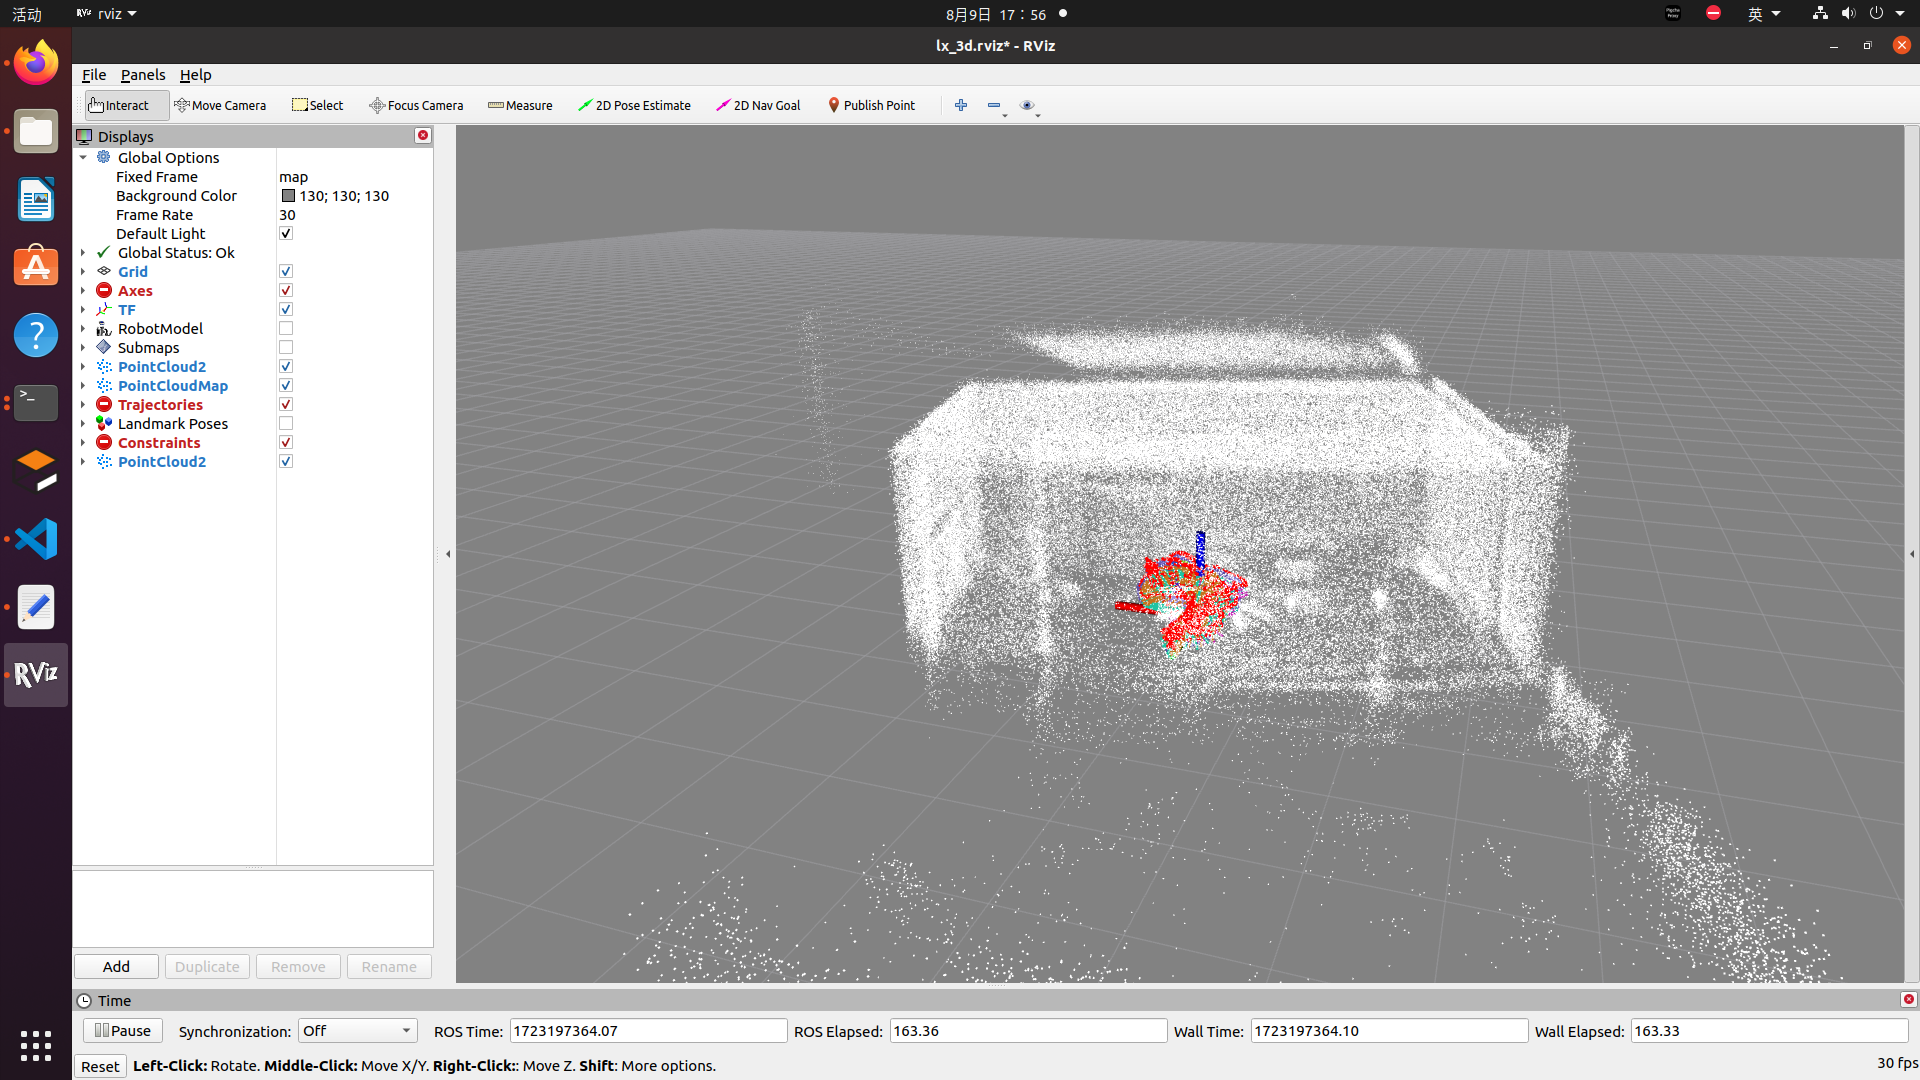 活动
RViz rviz
8月9日 17：56
英
lx_3d.rviz* - RViz
File Panels Help
Interact Move Camera Select Focus Camera Measure 2D Pose Estimate 2D Nav Goal Publish Point
Displays
Global Options
Fixed Frame map
Background Color 130; 130; 130
Frame Rate 30
Default Light
Global Status: Ok
Grid
Axes
TF
RobotModel
Submaps
PointCloud2
PointCloudMap
Trajectories
Landmark Poses
Constraints
PointCloud2
RViz
Add Duplicate Remove Rename
Time
Pause Synchronization: Off ROS Time: 1723197364.07 ROS Elapsed: 163.36 Wall Time: 1723197364.10 Wall Elapsed: 163.33
Reset Left-Click: Rotate. Middle-Click: Move X/Y. Right-Click:: Move Z. Shift: More options. 30 fps